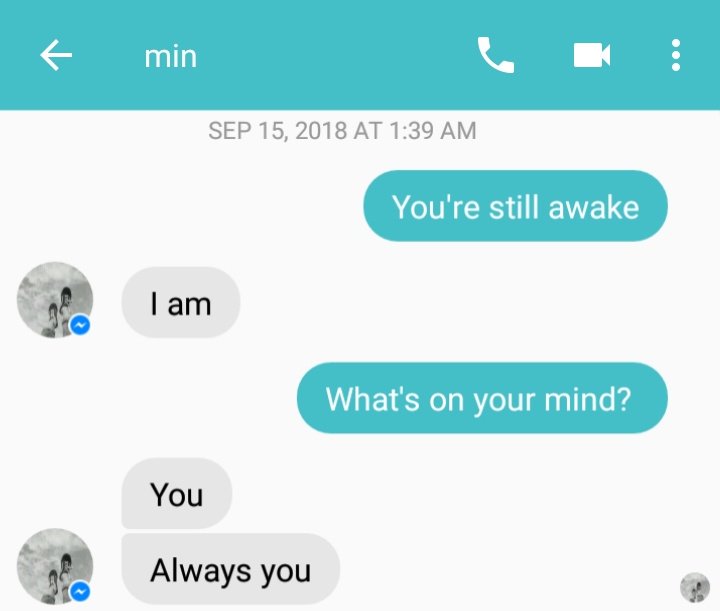 min
SEP 15, 2018 AT 1:39 AM
You're still awake
I am
What's on your mind?
You
Always you